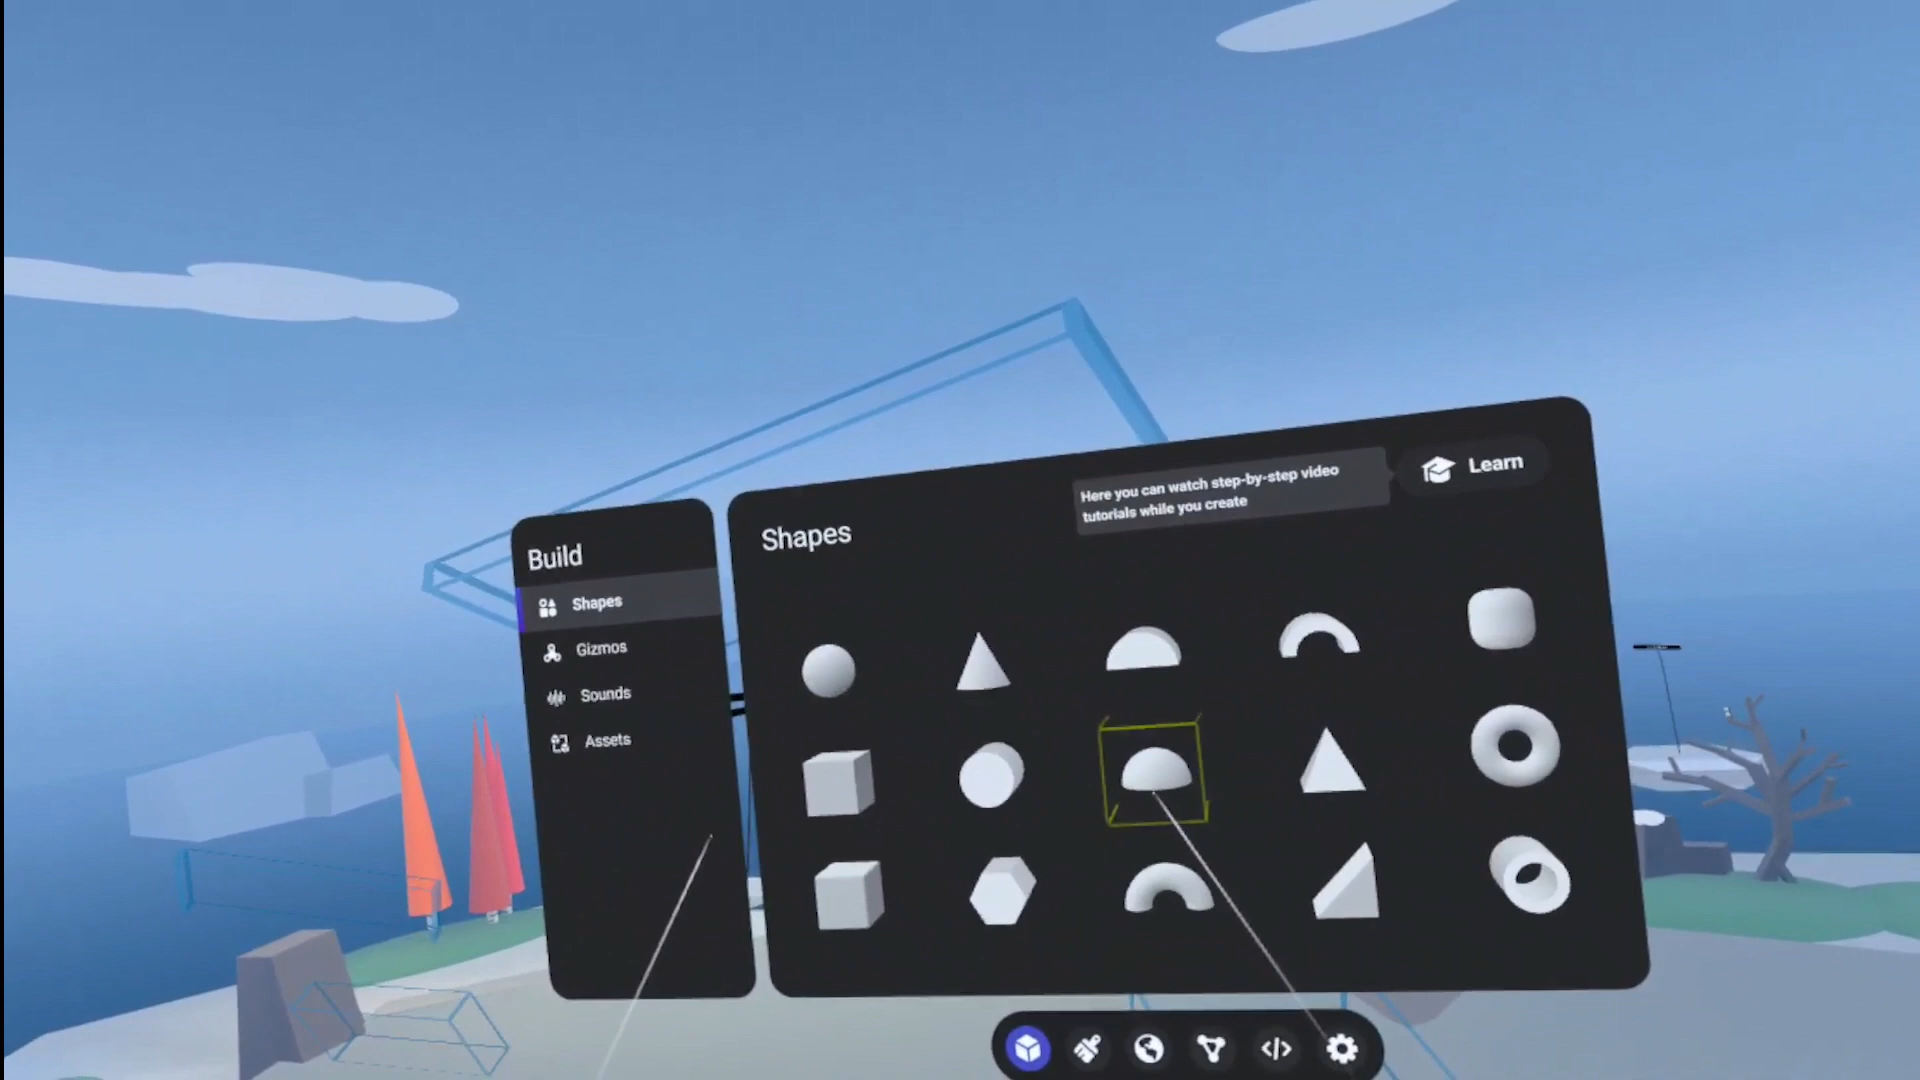 Here you can watch step-by-step video
tutorials while you create
Learn
Shapes
Build
Shapes
Gizmos
Sounds
Assets